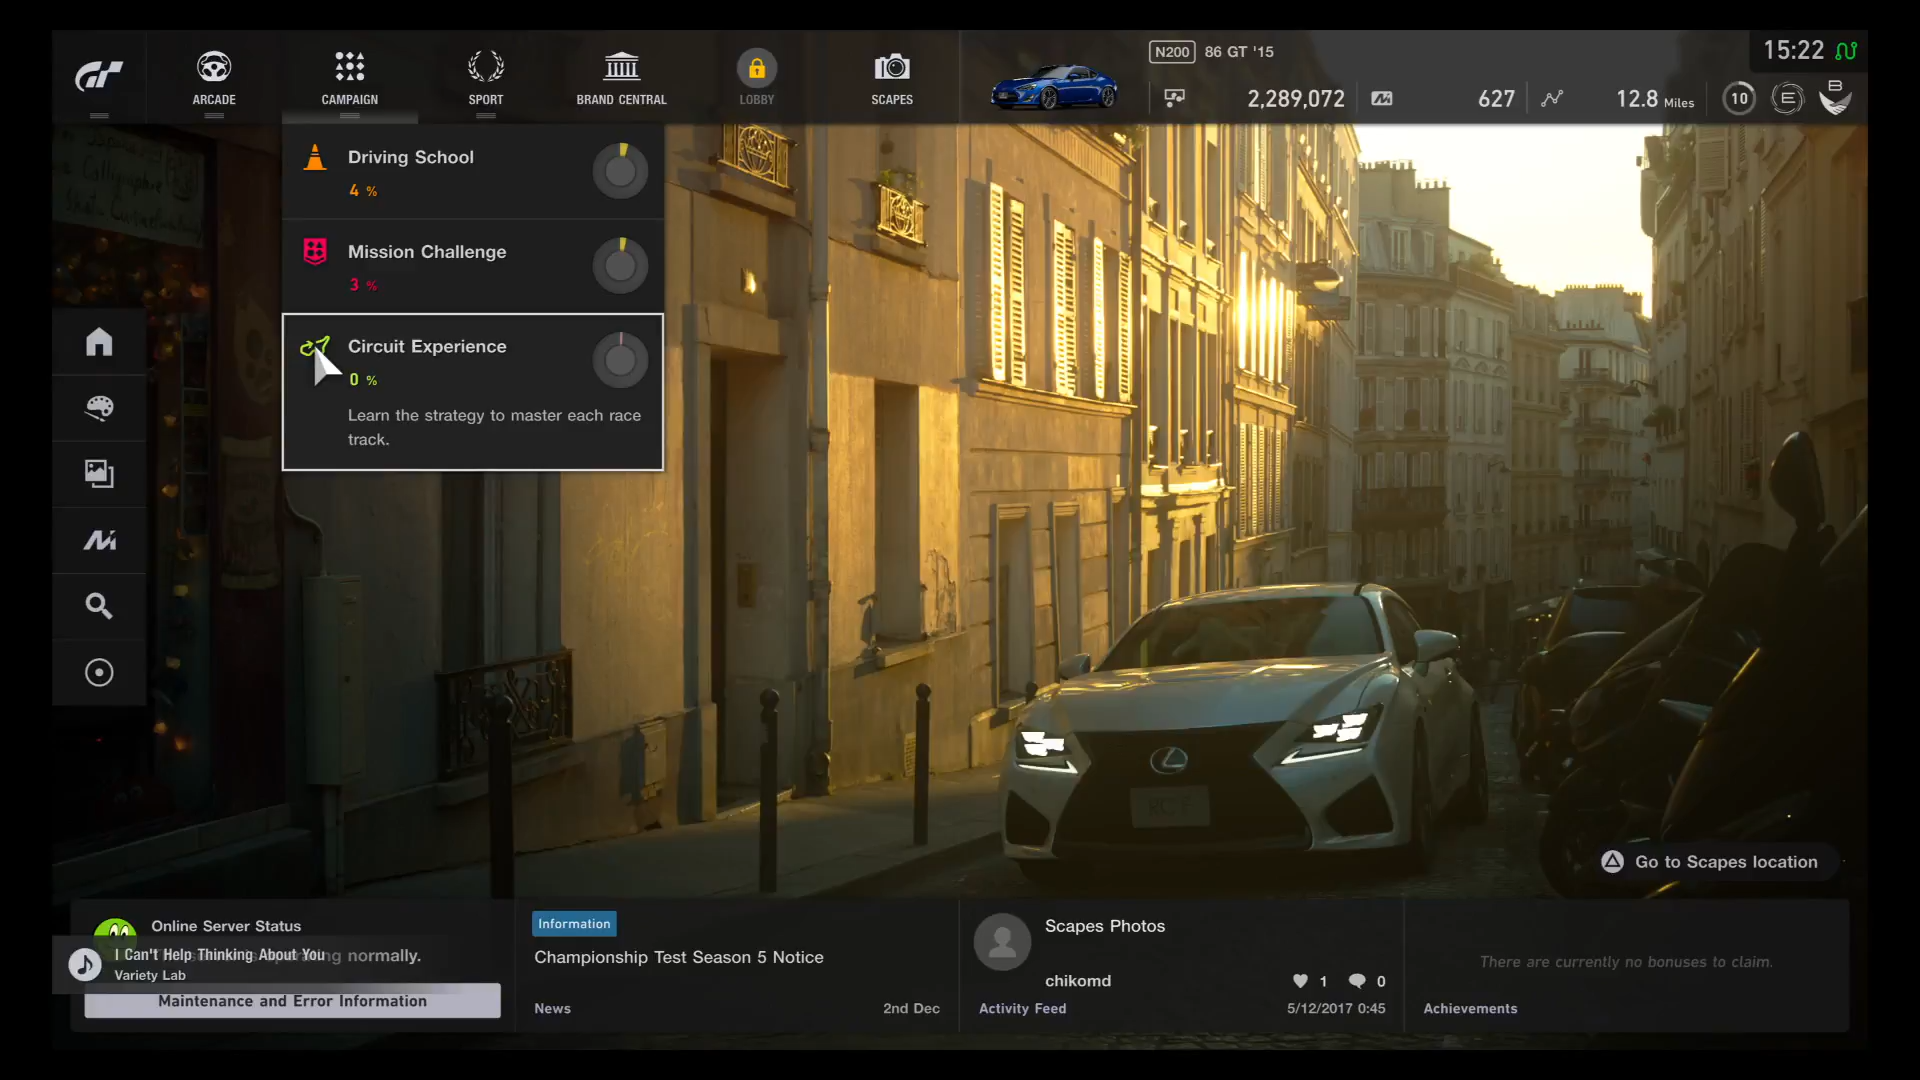 ARCADE
CAMPAIGN
SPORT
BRAND CENTRAL
LOBBY
SCAPES
N200 86 GT '15
2,289,072
627
12.8 Miles
15:22
10
E
B
Driving School
4 %
Mission Challenge
3 %
Circuit Experience
0 %
Learn the strategy to master each race
track.
RC F
Go to Scapes location
Online Server Status
normally.
I Can't Help Thinking About You
Variety Lab
Maintenance and Error Information
Information
Championship Test Season 5 Notice
News
2nd Dec
Scapes Photos
chikomd
1
0
Activity Feed
5/12/2017 0:45
There are currently no bonuses to claim.
Achievements